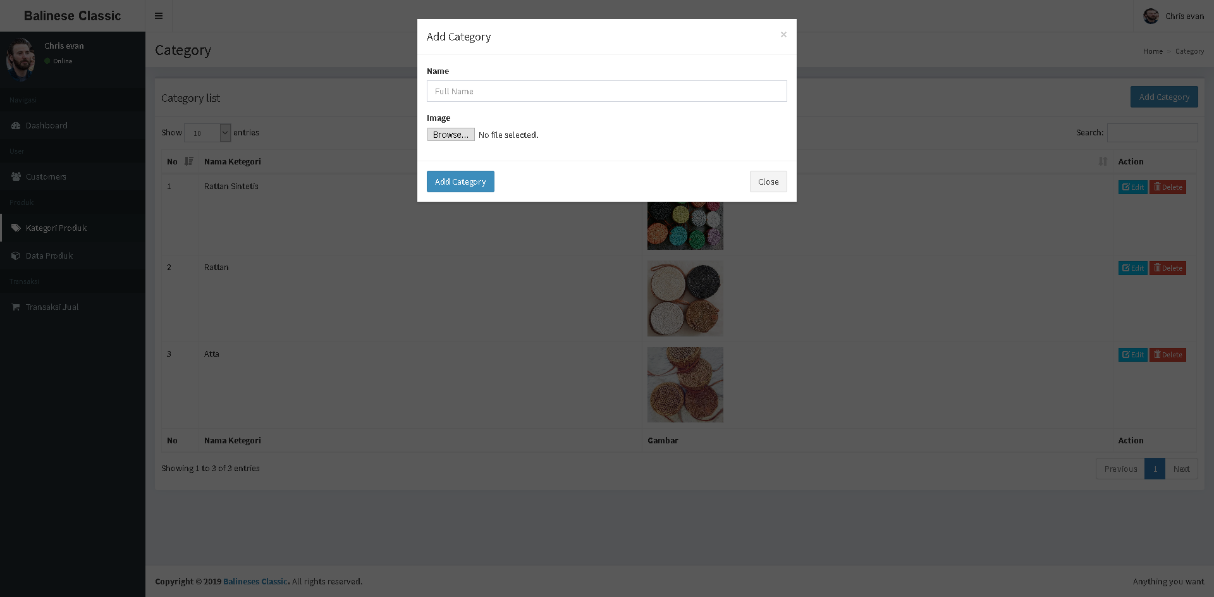 Balinese Classic
Chris evan
Chris evan
Online
Navigasi
Dashboard
User
Customers
Produk
Kategori Produk
Data Produk
Transaksi Jual
Category
Home > Category
Category list
Add Category
Show 10 entries
Search:
No Nama Ketegori Action
1 Rattan Sintetis Edit Delete
2 Rattan Edit Delete
3 Atta Edit Delete
No Nama Ketegori Gambar Action
Showing 1 to 3 of 3 entries
Previous 1 Next
Copyright © 2019 Balineses Classic. All rights reserved.
Anything you want
Add Category
×
Name
Full Name
Image
Browse... No file selected.
Add Category
Close